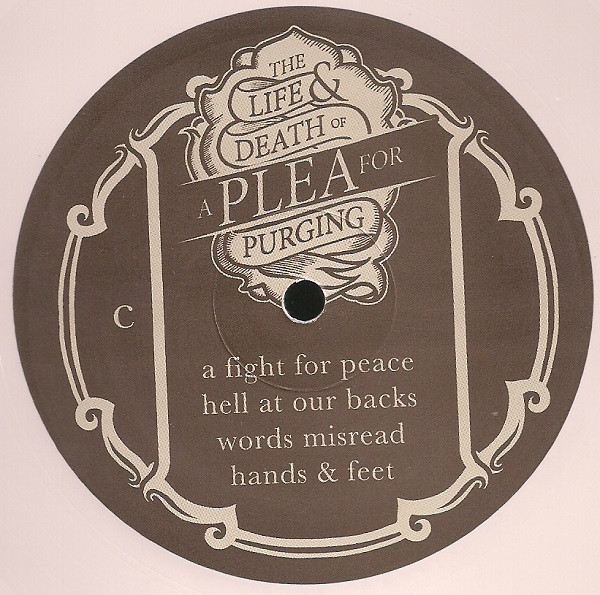 THE
LIFE &
DEATH OF
A PLEA FOR
PURGING
C
a fight for peace
hell at our backs
words misread
hands & feet